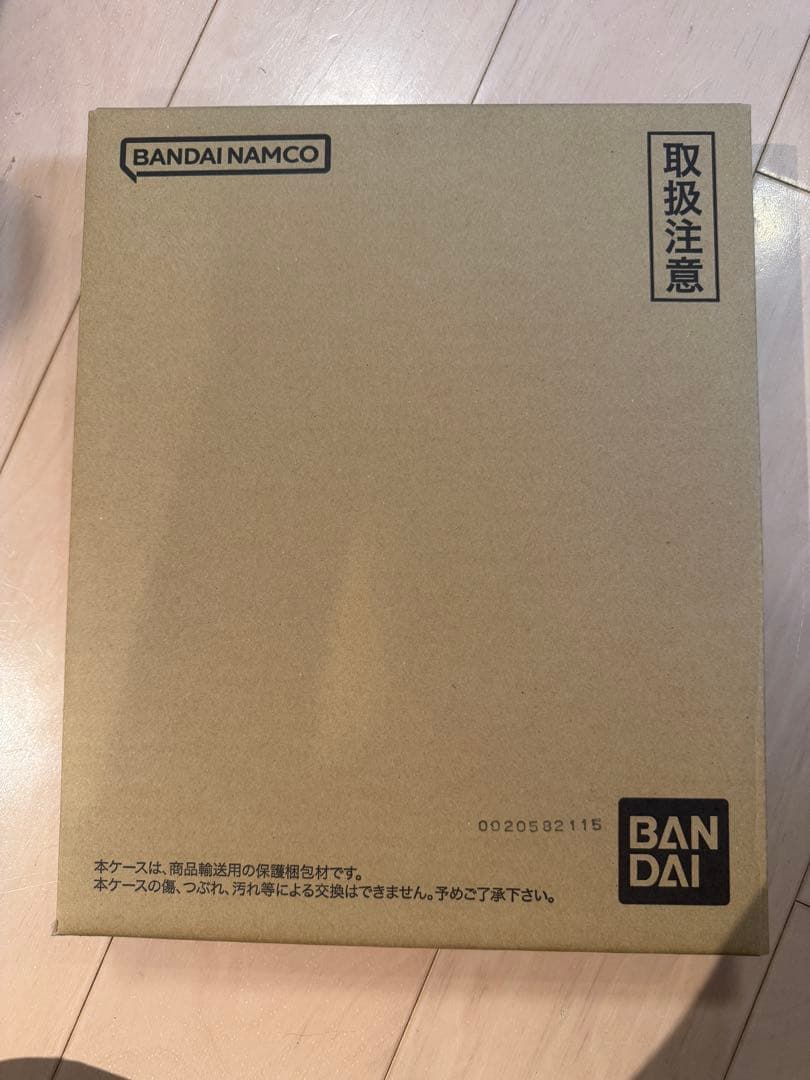 BANDAI NAMCO
取扱注意
0020582115
BAN
DAI
本ケースは、商品輸送用の保護梱包材です。
本ケースの傷、つぶれ、汚れ等による交換はできません。予めご了承下さい。